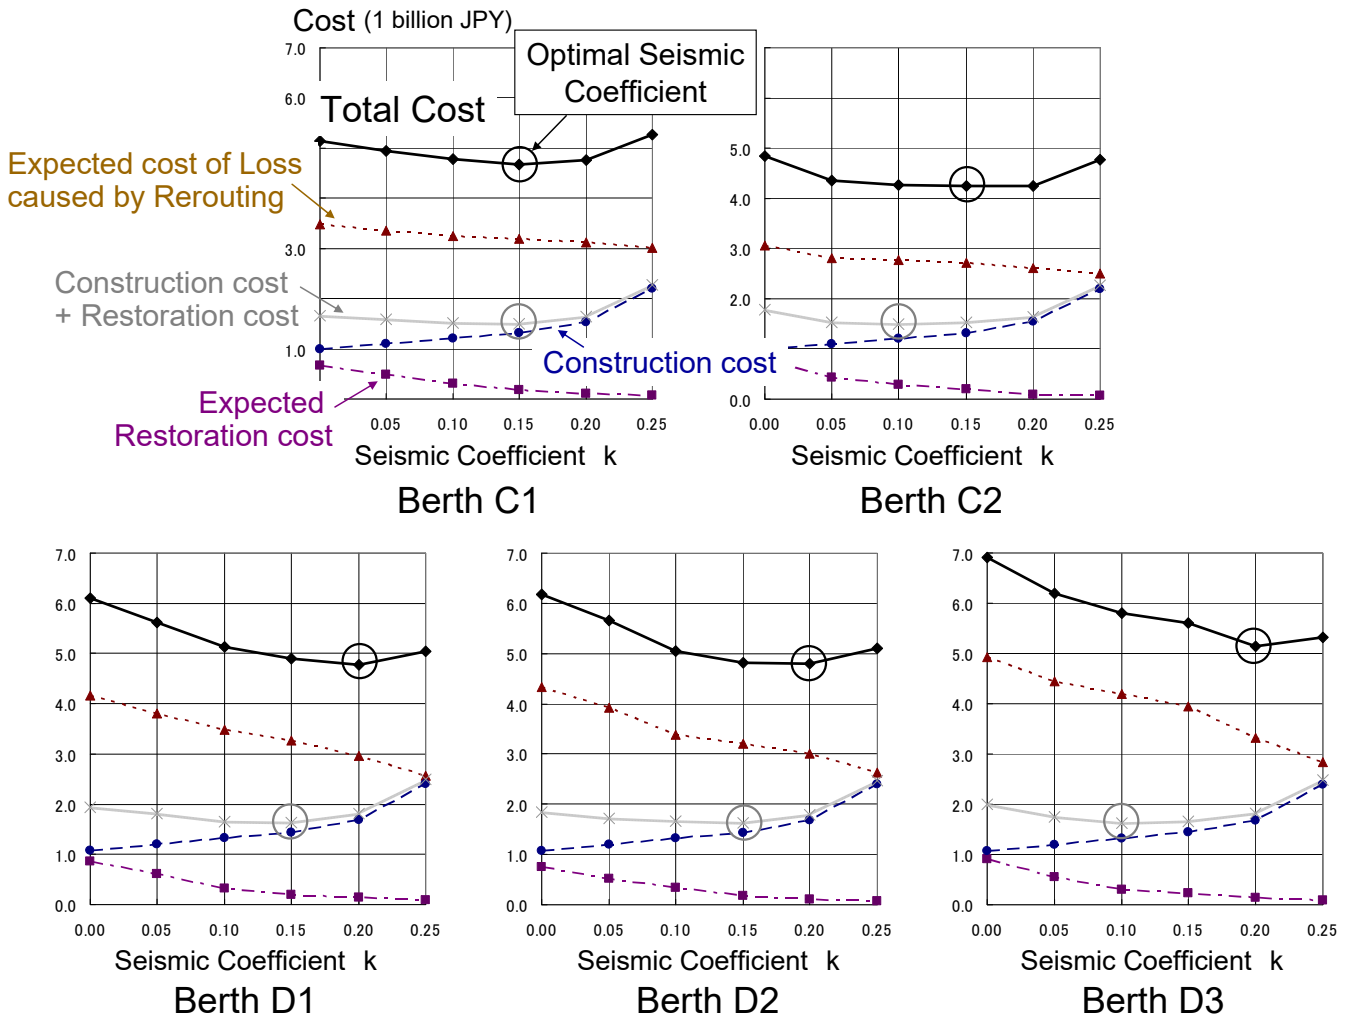 Cost (1 billion JPY)
Optimal Seismic
Coefficient
7.0
6.0
Total Cost
Expected cost of Loss
caused by Rerouting
3.0
Construction cost
+ Restoration cost
1.0
Construction cost
Expected
Restoration cost
0.05 0.10 0.15 0.20 0.25
Seismic Coefficient k
Berth C1
5.0
4.0
3.0
2.0
0.0
0.00 0.05 0.10 0.15 0.20 0.25
Seismic Coefficient k
Berth C2
7.0
6.0
5.0
4.0
3.0
2.0
1.0
0.0
0.00 0.05 0.10 0.15 0.20 0.25
Seismic Coefficient k
Berth D1
7.0
6.0
5.0
4.0
3.0
2.0
1.0
0.0
0.00 0.05 0.10 0.15 0.20 0.25
Seismic Coefficient k
Berth D2
7.0
6.0
5.0
4.0
3.0
2.0
1.0
0.0
0.00 0.05 0.10 0.15 0.20 0.25
Seismic Coefficient k
Berth D3